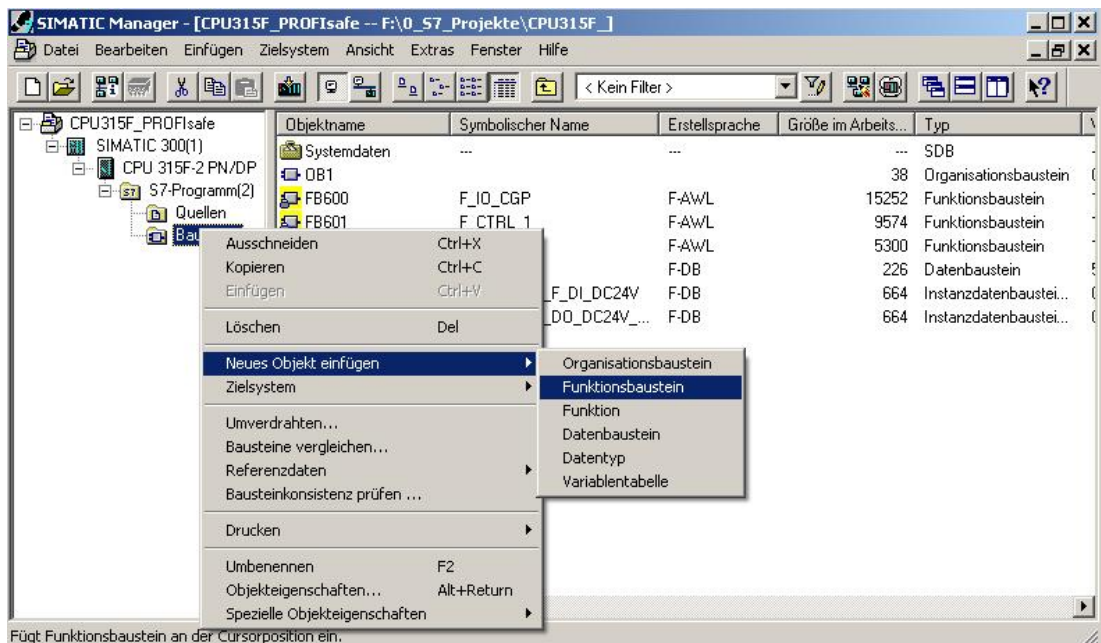 SIMATIC Manager - [CPU315F_PROFIsafe -- F:\0_S7_Projekte\CPU315F_]
Datei Bearbeiten Einfügen Zielsystem Ansicht Extras Fenster Hilfe
< Kein Filter >
CPU315F_PROFIsafe
SIMATIC 300(1)
CPU 315F-2 PN/DP
S7-Programm(2)
Quellen
Objektname Symbolischer Name Erstellsprache Größe im Arbeits... Typ
Systemdaten --- --- --- SDB
OB1 38 Organisationsbaustein
FB600 F_IO_CGP F-AWL 15252 Funktionsbaustein
FB601 F_CTRL_1 F-AWL 9574 Funktionsbaustein
F-AWL 5300 Funktionsbaustein
F-DB 226 Datenbaustein
_F_DI_DC24V F-DB 664 Instanzdatenbaustei...
_DO_DC24V_... F-DB 664 Instanzdatenbaustei...
Ausschneiden Ctrl+X
Kopieren Ctrl+C
Einfügen Ctrl+V
Löschen Del
Neues Objekt einfügen
Zielsystem
Umverdrahten...
Bausteine vergleichen...
Referenzdaten
Bausteinkonsistenz prüfen ...
Drucken
Umbenennen F2
Objekteigenschaften... Alt+Return
Spezielle Objekteigenschaften
Organisationsbaustein
Funktionsbaustein
Funktion
Datenbaustein
Datentyp
Variablentabelle
Fügt Funktionsbaustein an der Cursorposition ein.